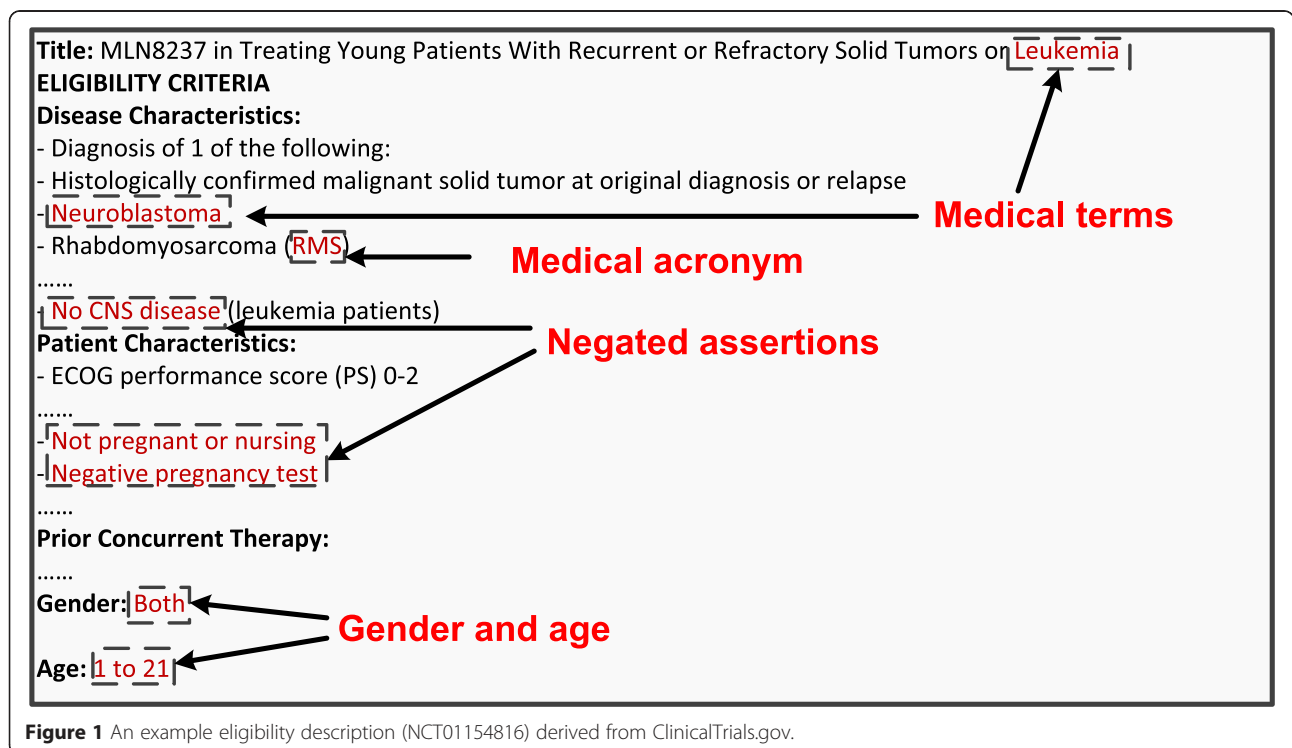 Title: MLN8237 in Treating Young Patients With Recurrent or Refractory Solid Tumors or Leukemia
ELIGIBILITY CRITERIA
Disease Characteristics:
- Diagnosis of 1 of the following:
- Histologically confirmed malignant solid tumor at original diagnosis or relapse
- Neuroblastoma
Medical terms
- Rhabdomyosarcoma (RMS)
Medical acronym
......
- No CNS disease (leukemia patients)
Negated assertions
Patient Characteristics:
- ECOG performance score (PS) 0-2
......
- Not pregnant or nursing
- Negative pregnancy test
......
Prior Concurrent Therapy:
......
Gender: Both
Gender and age
Age: 1 to 21
Figure 1 An example eligibility description (NCT01154816) derived from ClinicalTrials.gov.